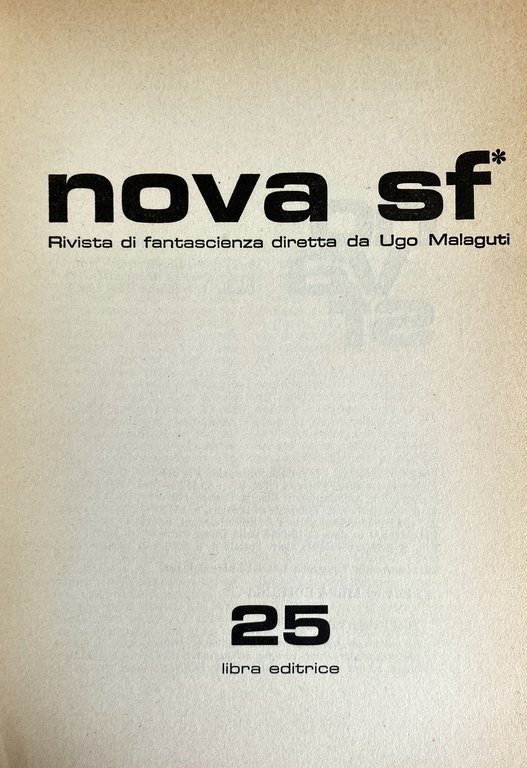 nova sf*
Rivista di fantascienza diretta da Ugo Malaguti
25
libra editrice